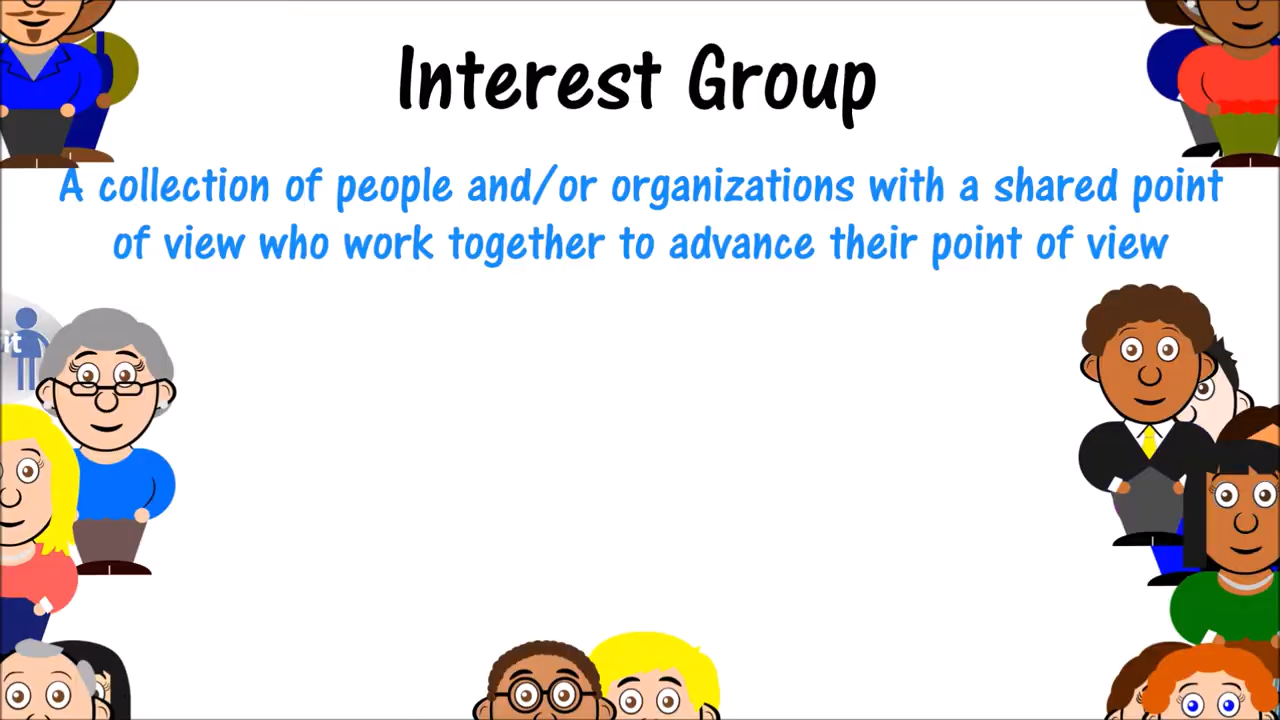 Interest Group
A collection of people and/or organizations with a shared point
of view who work together to advance their point of view
it